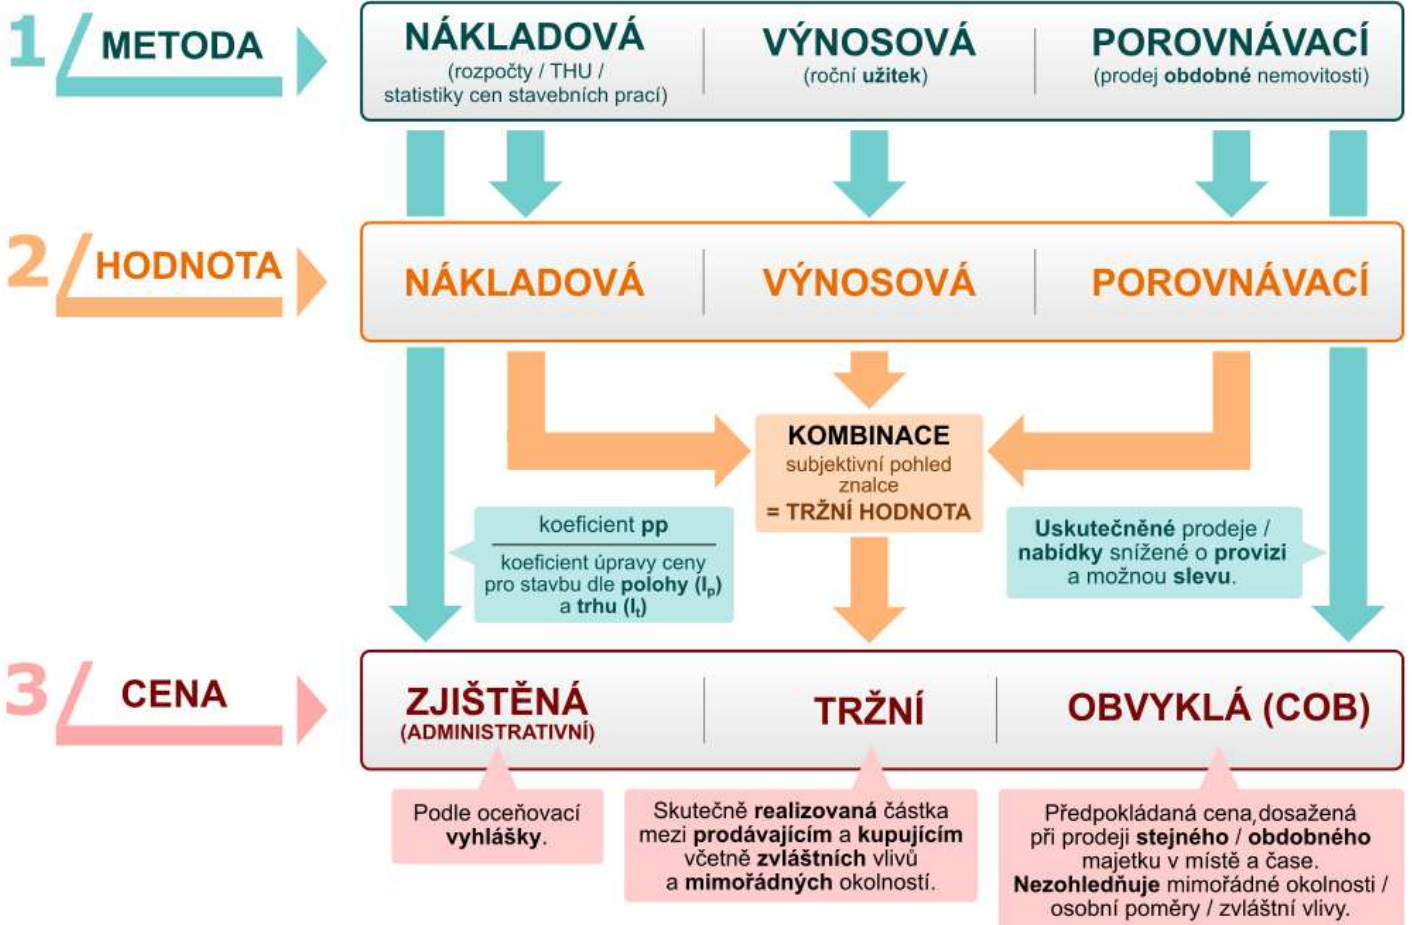 1 METODA
NÁKLADOVÁ
(rozpočty / THU /
statistiky cen stavebních prací)
VÝNOSOVÁ
(roční užitek)
POROVNÁVACÍ
(prodej obdobné nemovitosti)
2 HODNOTA
NÁKLADOVÁ
VÝNOSOVÁ
POROVNÁVACÍ
KOMBINACE
subjektivní pohled
znalce
= TRŽNÍ HODNOTA
koeficient pp
koeficient úpravy ceny
pro stavbu dle polohy (Ip)
a trhu (It)
Uskutečněné prodeje /
nabídky snížené o provizi
a možnou slevu.
3 CENA
ZJIŠTĚNÁ
(ADMINISTRATIVNÍ)
TRŽNÍ
OBVYKLÁ (COB)
Podle oceňovací
vyhlášky.
Skutečně realizovaná částka
mezi prodávajícím a kupujícím
včetně zvláštních vlivů
a mimořádných okolností.
Předpokládaná cena, dosažená
při prodeji stejného / obdobného
majetku v místě a čase.
Nezohledňuje mimořádné okolnosti /
osobní poměry / zvláštní vlivy.